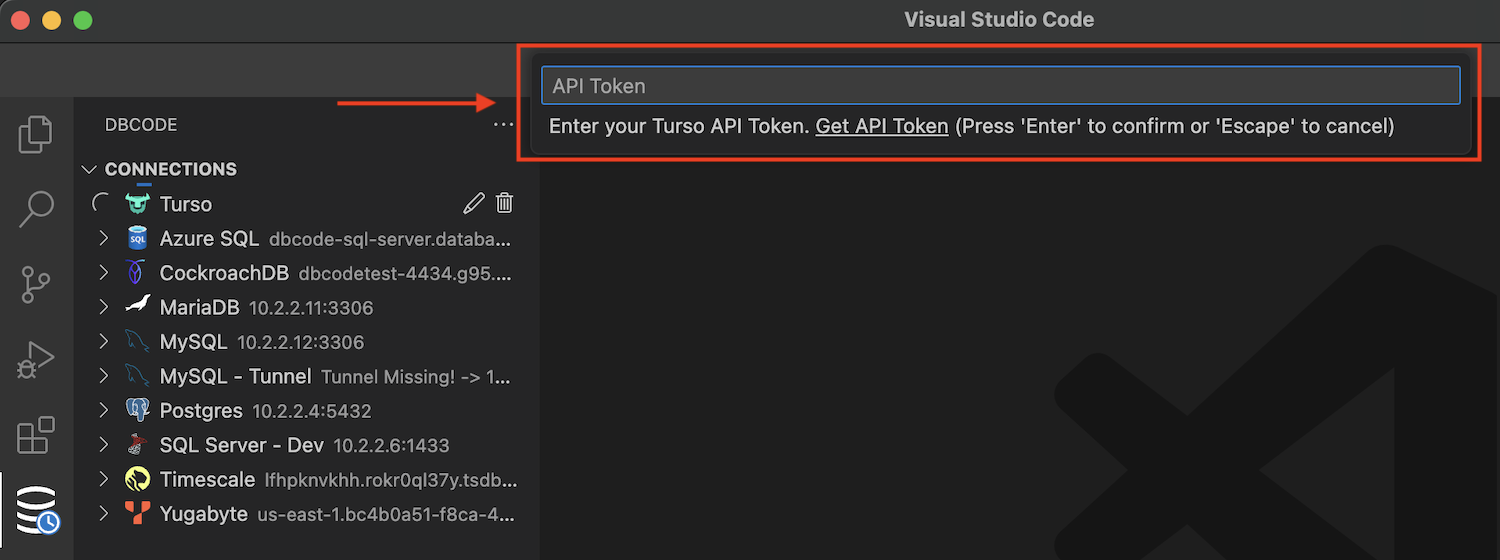 Visual Studio Code
API Token
Enter your Turso API Token. Get API Token (Press 'Enter' to confirm or 'Escape' to cancel)
DBCODE
CONNECTIONS
Turso
Azure SQL dbcode-sql-server.databa...
CockroachDB dbcodetest-4434.g95....
MariaDB 10.2.2.11:3306
MySQL 10.2.2.12:3306
MySQL - Tunnel Tunnel Missing! -> 1...
Postgres 10.2.2.4:5432
SQL Server - Dev 10.2.2.6:1433
Timescale lfhpknvkhh.rokr0ql37y.tsdb...
Yugabyte us-east-1.bc4b0a51-f8ca-4...